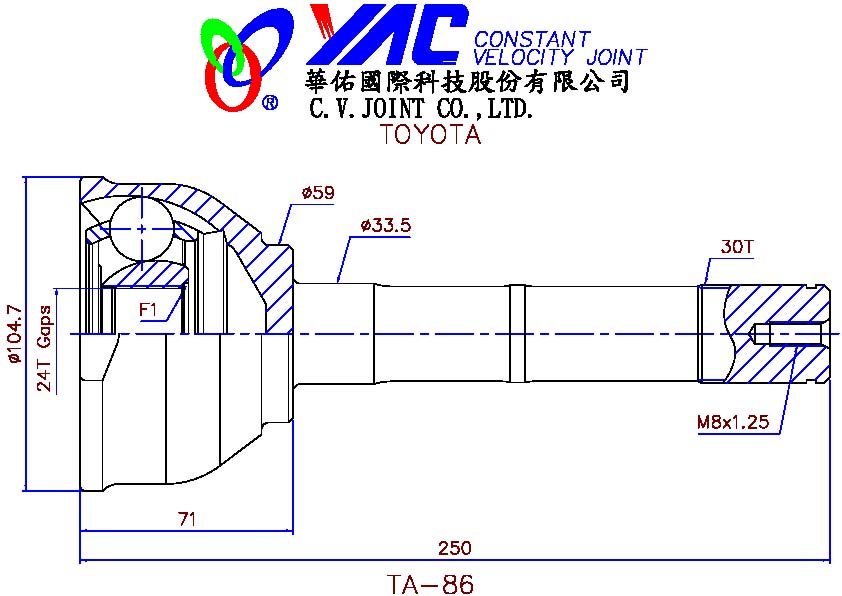 YAC CONSTANT
VELOCITY JOINT
®
華佑國際科技股份有限公司
C.V.JOINT CO.,LTD.
TOYOTA
ø59
ø33.5
30T
F1
ø104.7
24T Gaps
M8x1.25
71
250
TA-86